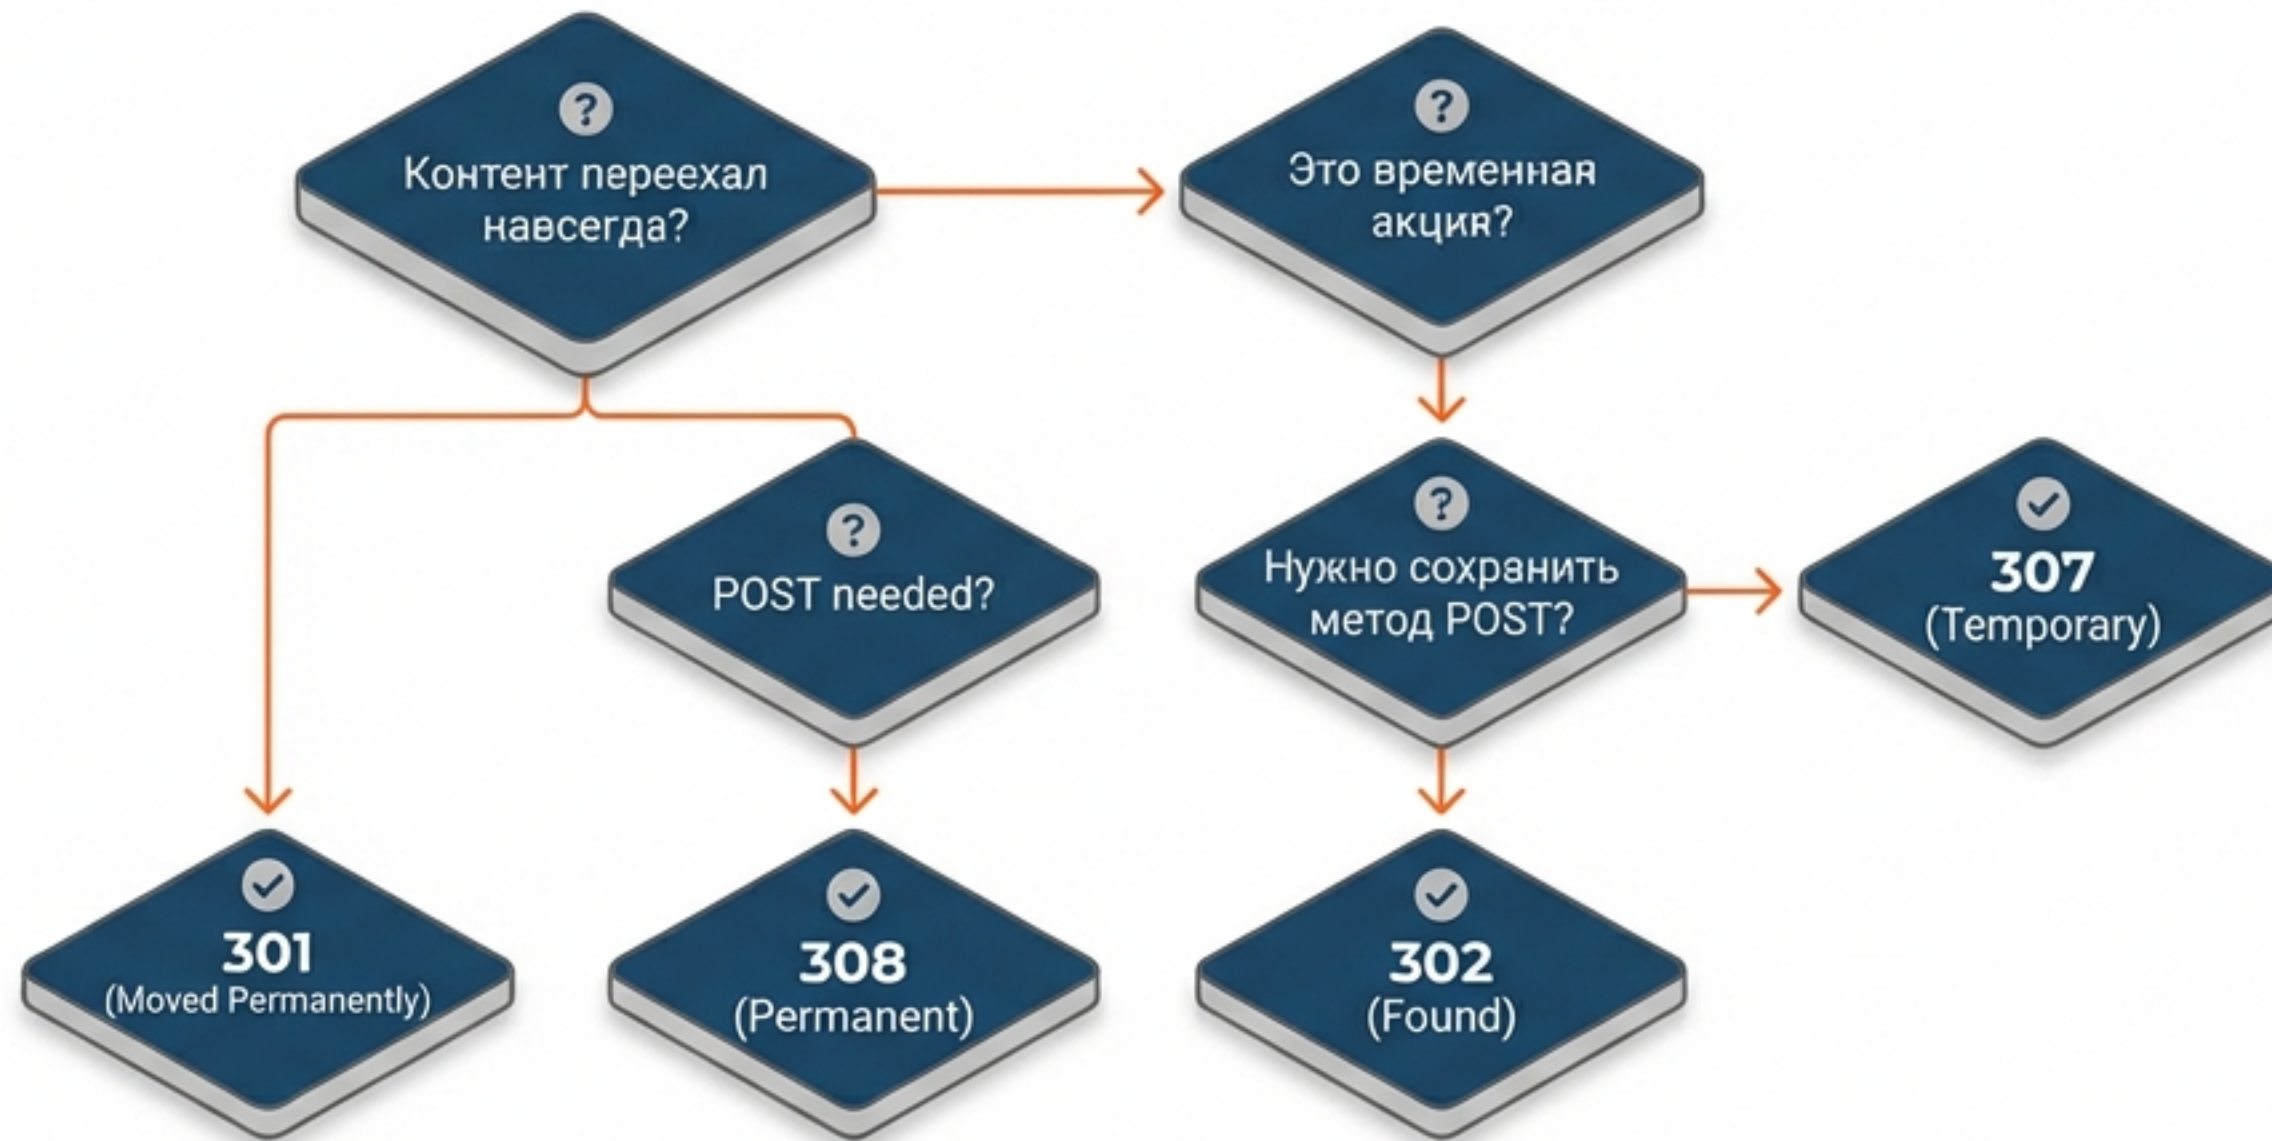 ?
Контент переехал
навсегда?
?
Это временная
акция?
?
POST needed?
?
Нужно сохранить
метод POST?
307
(Temporary)
301
(Moved Permanently)
308
(Permanent)
302
(Found)